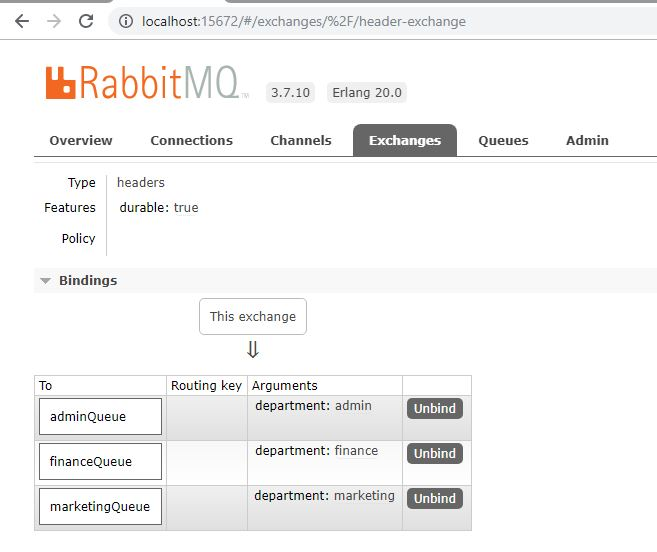 localhost:15672/#/exchanges/%2F/header-exchange
RabbitMQ™ 3.7.10 Erlang 20.0
Overview Connections Channels Exchanges Queues Admin
Type headers
Features durable: true
Policy
Bindings
This exchange
⇓
To Routing key Arguments
adminQueue department: admin Unbind
financeQueue department: finance Unbind
marketingQueue department: marketing Unbind